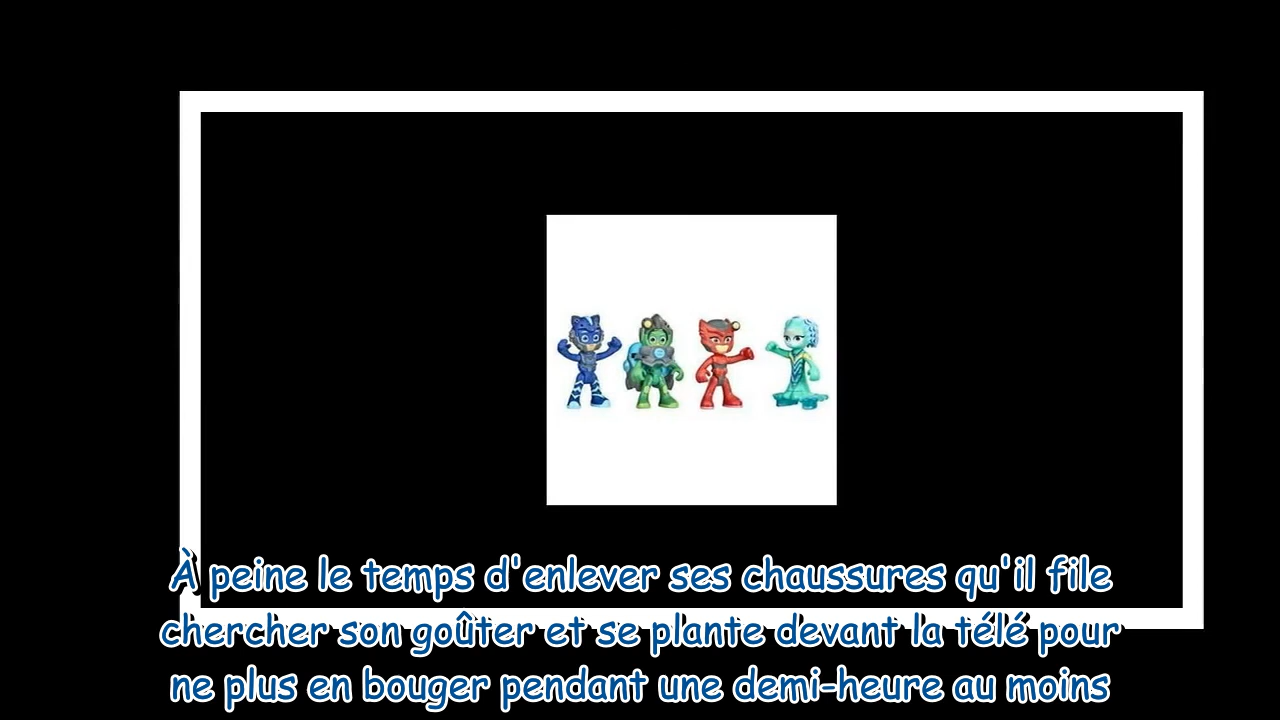 À peine le temps d'enlever ses chaussures qu'il file
chercher son goûter et se plante devant la télé pour
ne plus en bouger pendant une demi-heure au moins